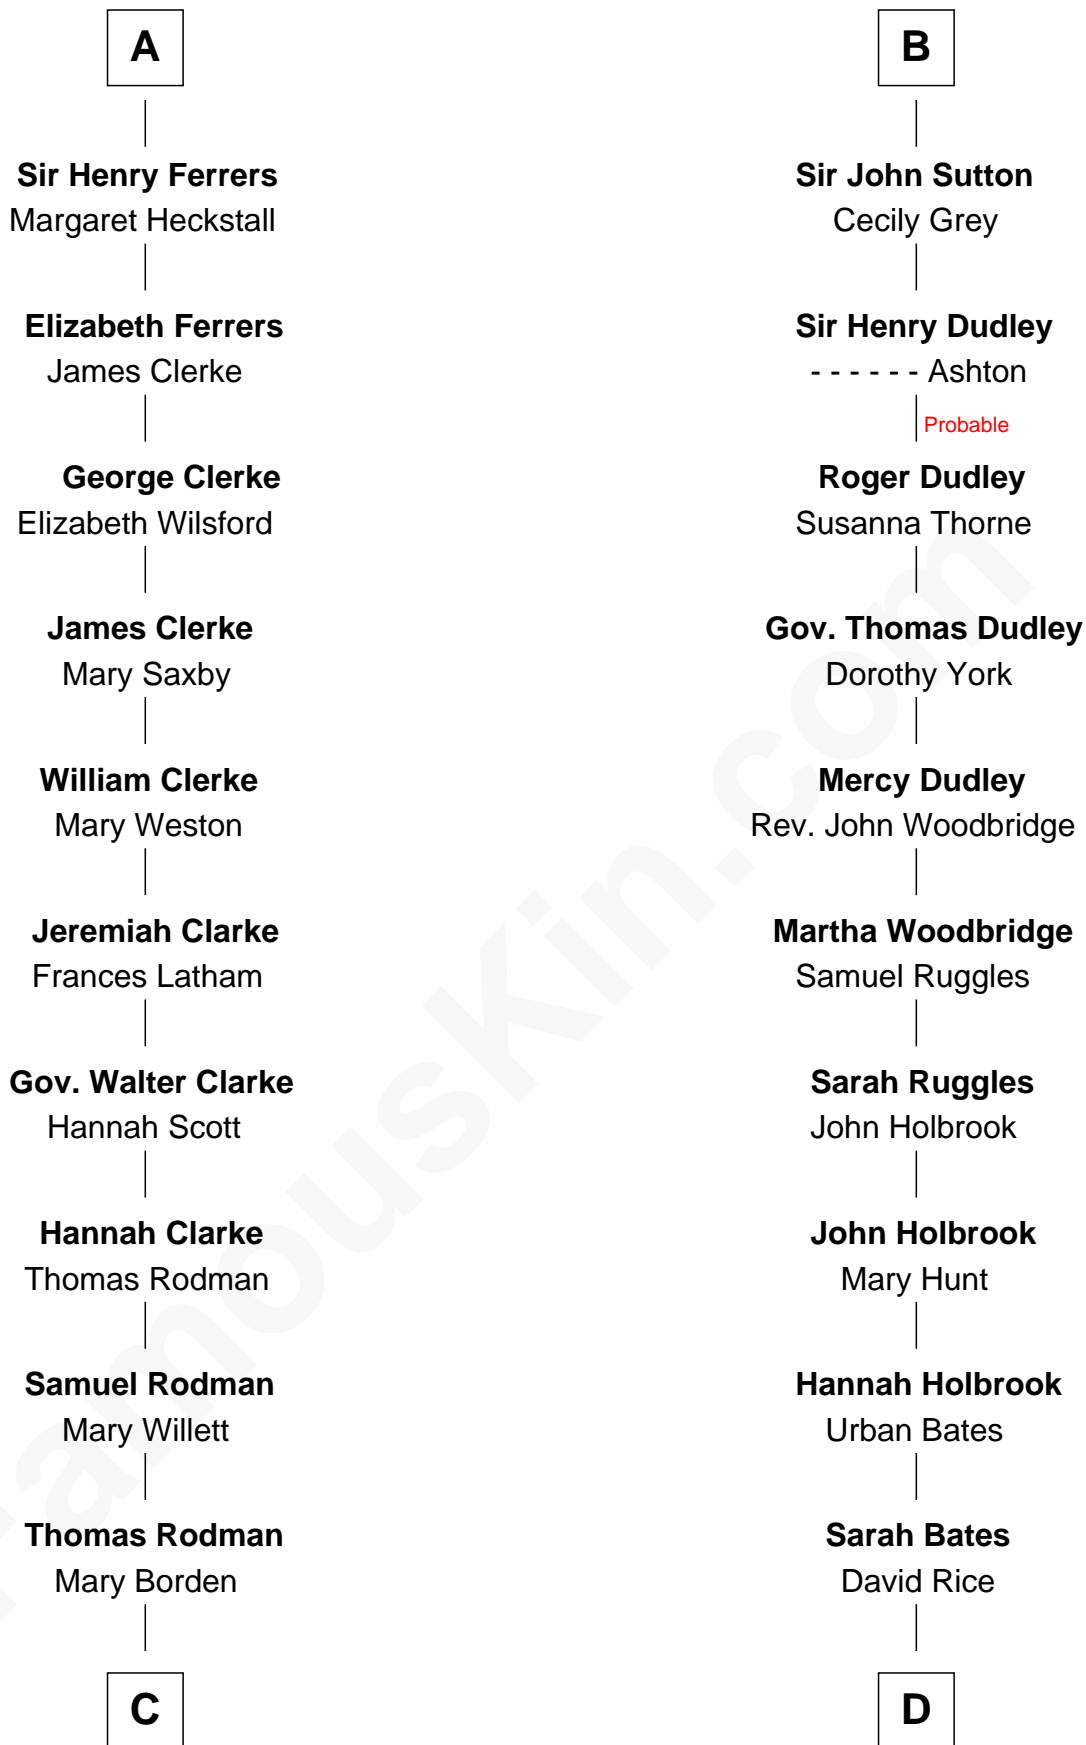 A
Sir Henry Ferrers
Margaret Heckstall
Elizabeth Ferrers
James Clerke
George Clerke
Elizabeth Wilsford
James Clerke
Mary Saxby
William Clerke
Mary Weston
Jeremiah Clarke
Frances Latham
Gov. Walter Clarke
Hannah Scott
Hannah Clarke
Thomas Rodman
Samuel Rodman
Mary Willett
Thomas Rodman
Mary Borden
C
B
Sir John Sutton
Cecily Grey
Sir Henry Dudley
- - - - - - Ashton
Probable
Roger Dudley
Susanna Thorne
Gov. Thomas Dudley
Dorothy York
Mercy Dudley
Rev. John Woodbridge
Martha Woodbridge
Samuel Ruggles
Sarah Ruggles
John Holbrook
John Holbrook
Mary Hunt
Hannah Holbrook
Urban Bates
Sarah Bates
David Rice
D
FamousKin.com